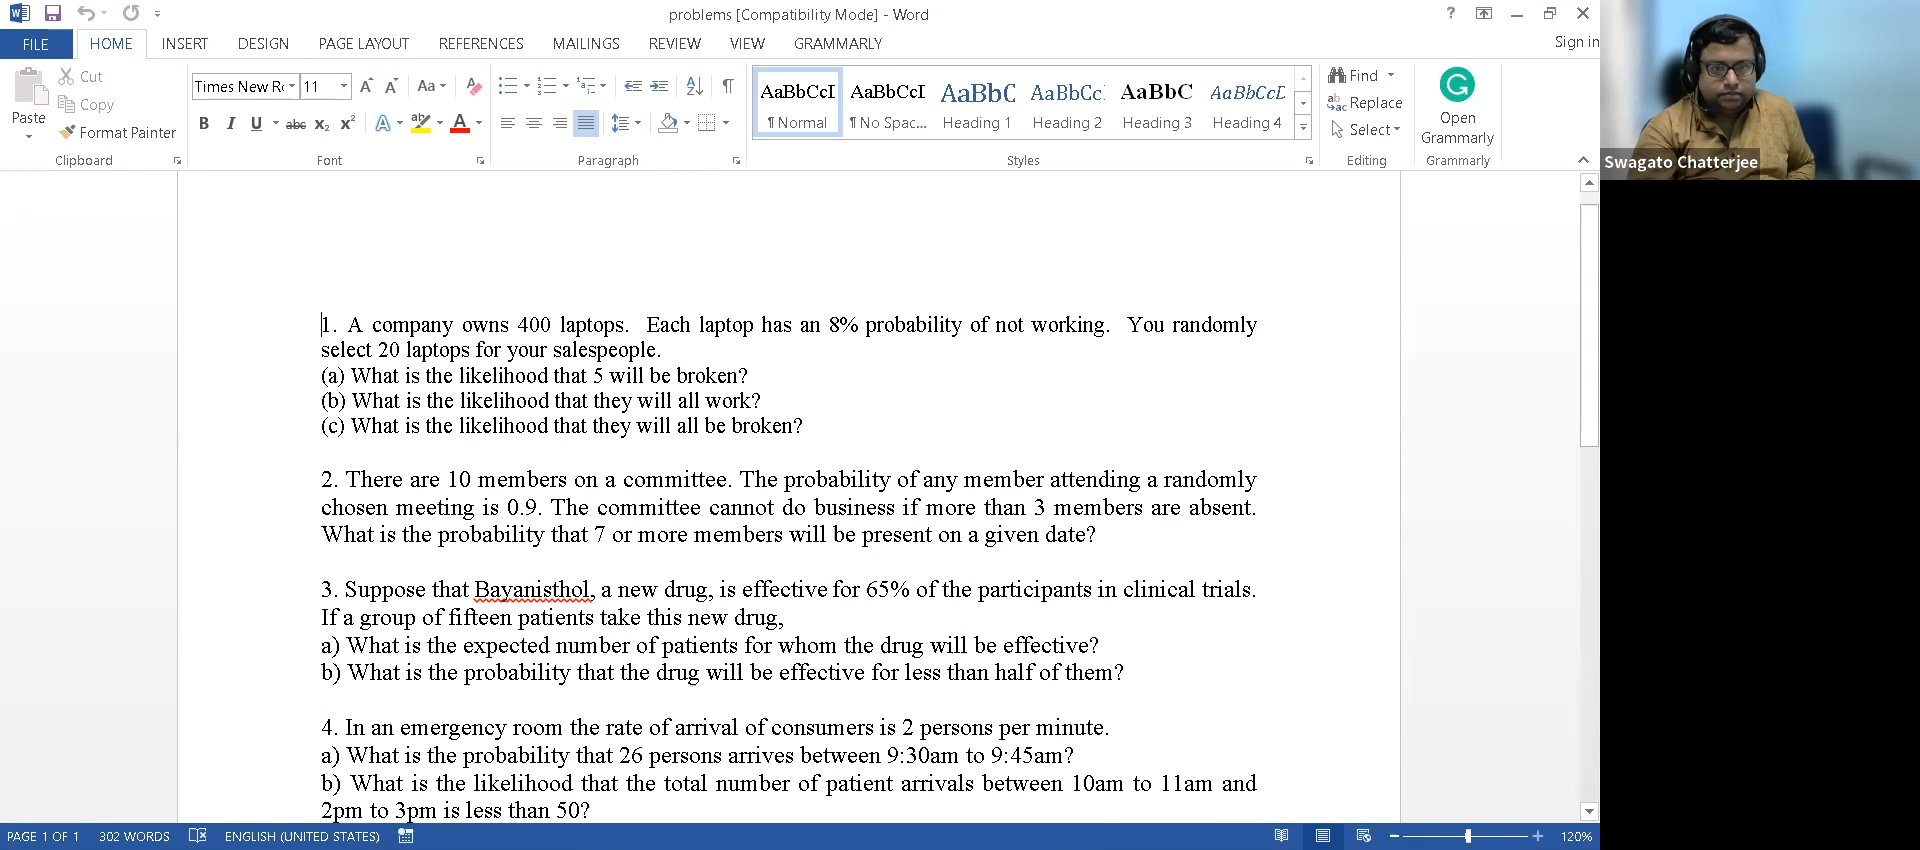 problems [Compatibility Mode] - Word
FILE HOME INSERT DESIGN PAGE LAYOUT REFERENCES MAILINGS REVIEW VIEW GRAMMARLY Sign in
Paste
Cut
Copy
Format Painter
Clipboard
Times New R 11
Font
Paragraph
AaBbCcI AaBbCcI AaBbC AaBbCc AaBbC AaBbCcL
¶ Normal ¶ No Spac... Heading 1 Heading 2 Heading 3 Heading 4
Styles
Find
Replace
Select
Editing
Open
Grammarly
Grammarly
Swagato Chatterjee
1. A company owns 400 laptops. Each laptop has an 8% probability of not working. You randomly
select 20 laptops for your salespeople.
(a) What is the likelihood that 5 will be broken?
(b) What is the likelihood that they will all work?
(c) What is the likelihood that they will all be broken?
2. There are 10 members on a committee. The probability of any member attending a randomly
chosen meeting is 0.9. The committee cannot do business if more than 3 members are absent.
What is the probability that 7 or more members will be present on a given date?
3. Suppose that Bayanisthol, a new drug, is effective for 65% of the participants in clinical trials.
If a group of fifteen patients take this new drug,
a) What is the expected number of patients for whom the drug will be effective?
b) What is the probability that the drug will be effective for less than half of them?
4. In an emergency room the rate of arrival of consumers is 2 persons per minute.
a) What is the probability that 26 persons arrives between 9:30am to 9:45am?
b) What is the likelihood that the total number of patient arrivals between 10am to 11am and
2pm to 3pm is less than 50?
PAGE 1 OF 1 302 WORDS ENGLISH (UNITED STATES) 120%